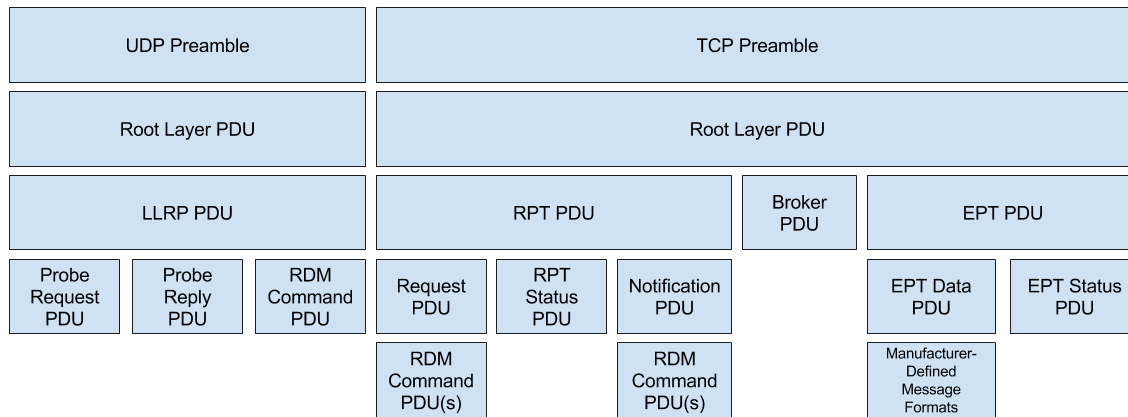 UDP Preamble
TCP Preamble
Root Layer PDU
Root Layer PDU
LLRP PDU
RPT PDU
Broker
PDU
EPT PDU
Probe
Request
PDU
Probe
Reply
PDU
RDM
Command
PDU
Request
PDU
RPT
Status
PDU
Notification
PDU
EPT Data
PDU
EPT Status
PDU
RDM
Command
PDU(s)
RDM
Command
PDU(s)
Manufacturer-
Defined
Message
Formats